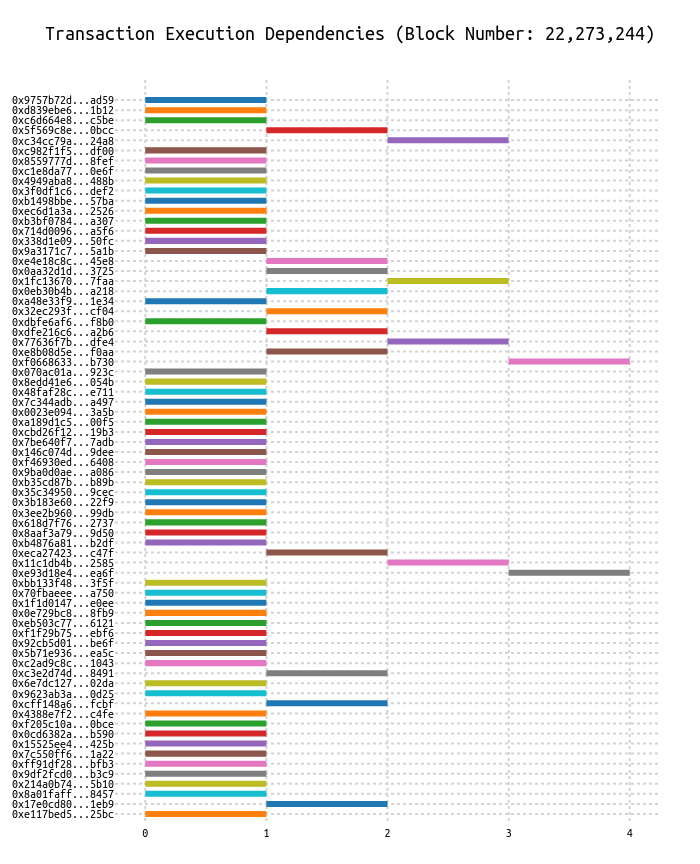 Transaction Execution Dependencies (Block Number: 22,273,244)
0x9757b72d...ad59
0xd839ebe6...1b12
0xc6d664e8...c5be
0x5f569c8e...0bcc
0xc34cc79a...24a8
0xc982f1f5...df00
0x8559777d...8fef
0xc1e8da77...0e6f
0x4949aba8...488b
0x3f0df1c6...def2
0xb1498bbe...57ba
0xec6d1a3a...2526
0xb3bf0784...a307
0x714d0096...a5f6
0x338d1e09...50fc
0x9a3171c7...5a1b
0xe4e18c8c...45e8
0x0aa32d1d...3725
0x1fc13670...7faa
0x0eb30b4b...a218
0xa48e33f9...1e34
0x32ec293f...cf04
0xdbfe6af6...f8b0
0xdfe216c6...a2b6
0x77636f7b...dfe4
0xe8b08d5e...f0aa
0xf0668633...b730
0x070ac01a...923c
0x8edd41e6...054b
0x48faf28c...e711
0x7c344adb...a497
0x0023e094...3a5b
0xa189d1c5...00f5
0xcbd26f12...19b3
0x7be640f7...7adb
0x146c074d...9dee
0xf46930ed...6408
0x9ba0d0ae...a086
0xb35cd87b...b89b
0x35c34950...9cec
0x3b183e60...22f9
0x3ee2b960...99db
0x618d7f76...2737
0x8aaf3a79...9d50
0xb4876a81...b2df
0xeca27423...c47f
0x11c1db4b...2585
0xe93d18e4...ea6f
0xbb133f48...3f5f
0x70fbaeee...a750
0x1f1d0147...e0ee
0x0e729bc8...8fb9
0xeb503c77...6121
0xf1f29b75...ebf6
0x92cb5d01...be6f
0x5b71e936...ea5c
0xc2ad9c8c...1043
0xc3e2d74d...8491
0x6e7dc127...02da
0x9623ab3a...0d25
0xcff148a6...fcbf
0x4388e7f2...c4fe
0xf205c10a...0bce
0x0cd6382a...b590
0x15525ee4...425b
0x7c550ff6...1a22
0xff91df28...bfb3
0x9df2fcd0...b3c9
0x214a0b74...5b10
0x8a01faff...8457
0x17e0cd80...1eb9
0xe117bed5...25bc
0 1 2 3 4